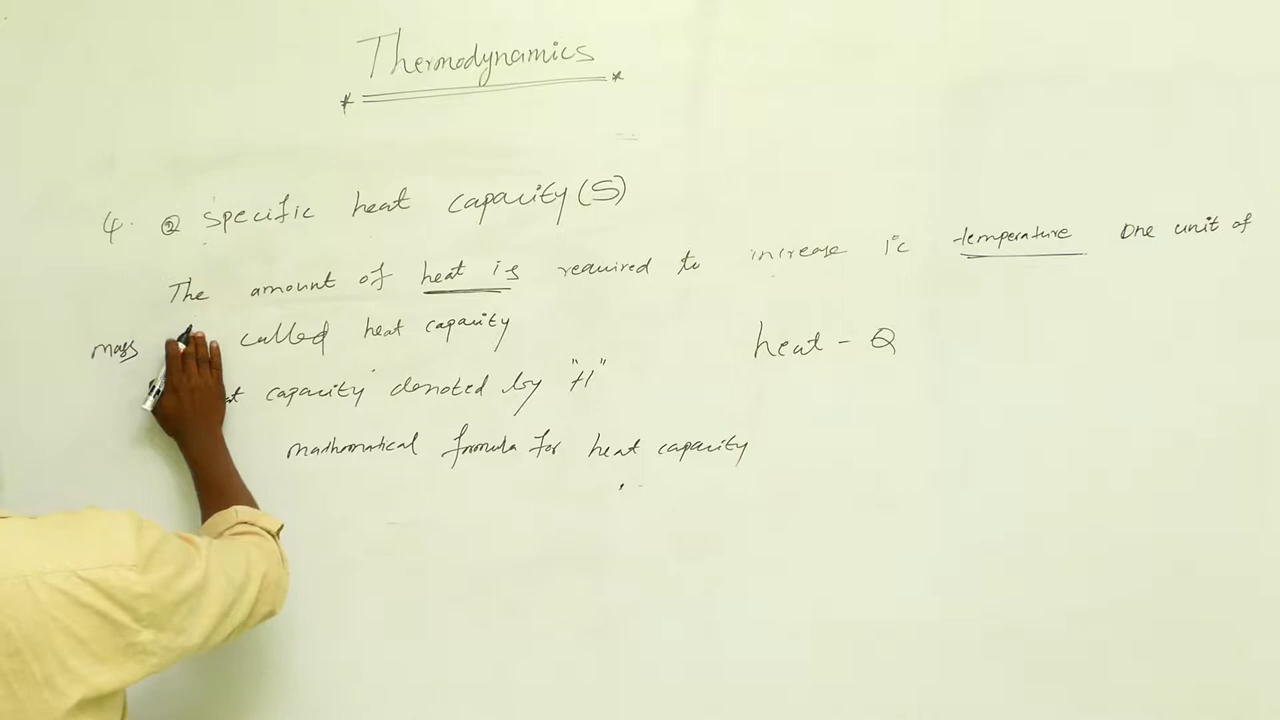 Thermodynamics
4. ② Specific heat capacity (S)
The amount of heat is required to increase 1°c temperature One unit of
mass called heat capacity
heat - Q
capacity denoted by "H"
mathematical formula for heat capacity